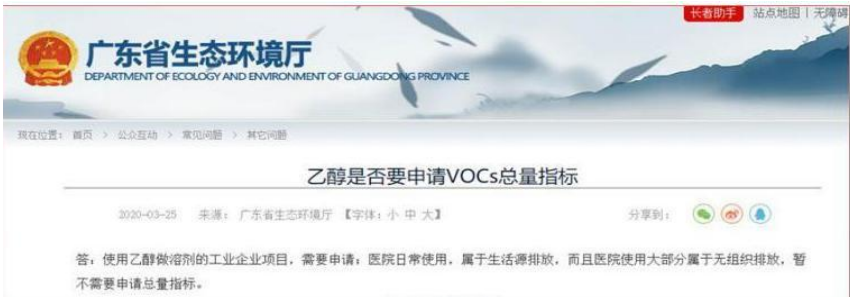 长者助手 站点地图 | 无障碍
广东省生态环境厅
DEPARTMENT OF ECOLOGY AND ENVIRONMENT OF GUANGDONG PROVINCE
现在位置： 首页 > 公众互动 > 常见问题 > 其它问题
乙醇是否要申请VOCs总量指标
2020-03-25 来源： 广东省生态环境厅 【字体：小 中 大】 分享到：
答：使用乙醇做溶剂的工业企业项目，需要申请；医院日常使用，属于生活源排放，而且医院使用大部分属于无组织排放，暂
不需要申请总量指标。